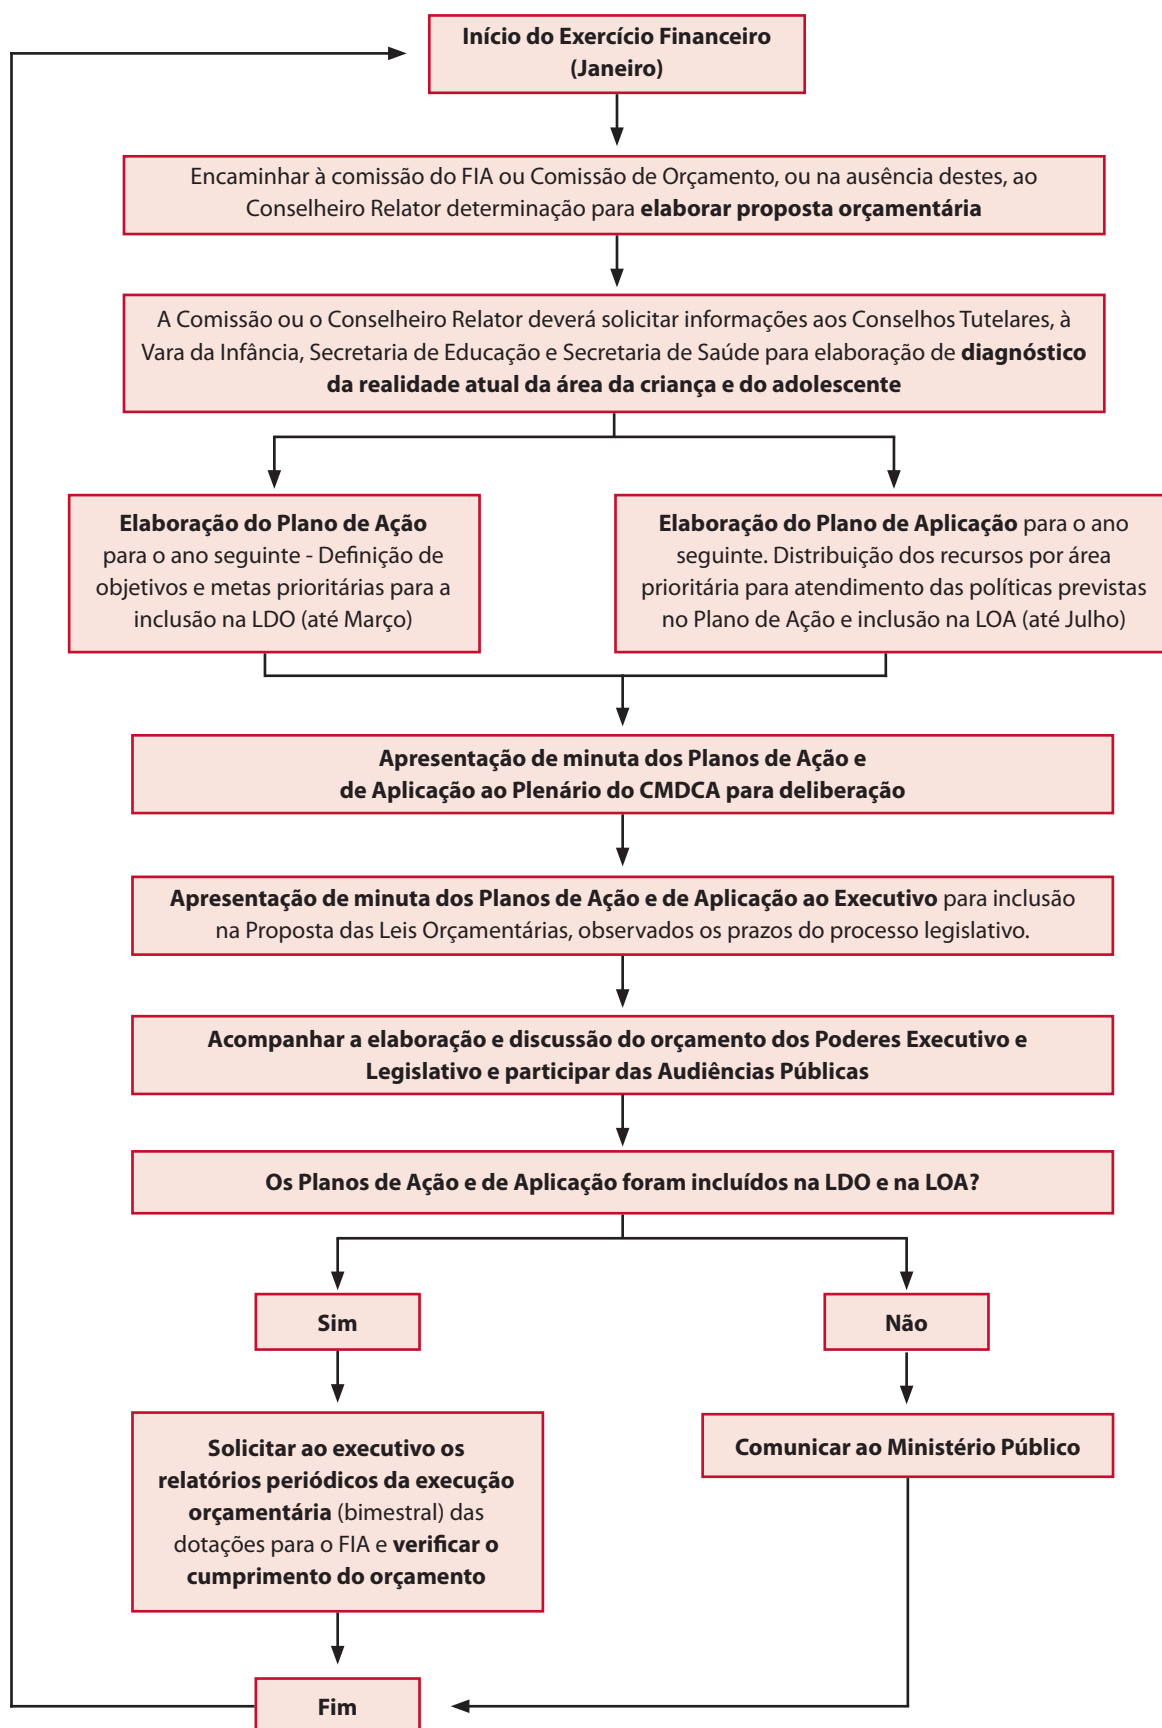 Início do Exercício Financeiro
(Janeiro)
Encaminhar à comissão do FIA ou Comissão de Orçamento, ou na ausência destes, ao
Conselheiro Relator determinação para elaborar proposta orçamentária
A Comissão ou o Conselheiro Relator deverá solicitar informações aos Conselhos Tutelares, à
Vara da Infância, Secretaria de Educação e Secretaria de Saúde para elaboração de diagnóstico
da realidade atual da área da criança e do adolescente
Elaboração do Plano de Ação
para o ano seguinte - Definição de
objetivos e metas prioritárias para a
inclusão na LDO (até Março)
Elaboração do Plano de Aplicação para o ano
seguinte. Distribuição dos recursos por área
prioritária para atendimento das políticas previstas
no Plano de Ação e inclusão na LOA (até Julho)
Apresentação de minuta dos Planos de Ação e
de Aplicação ao Plenário do CMDCA para deliberação
Apresentação de minuta dos Planos de Ação e de Aplicação ao Executivo para inclusão
na Proposta das Leis Orçamentárias, observados os prazos do processo legislativo.
Acompanhar a elaboração e discussão do orçamento dos Poderes Executivo e
Legislativo e participar das Audiências Públicas
Os Planos de Ação e de Aplicação foram incluídos na LDO e na LOA?
Sim
Não
Solicitar ao executivo os
relatórios periódicos da execução
orçamentária (bimestral) das
dotações para o FIA e verificar o
cumprimento do orçamento
Comunicar ao Ministério Público
Fim